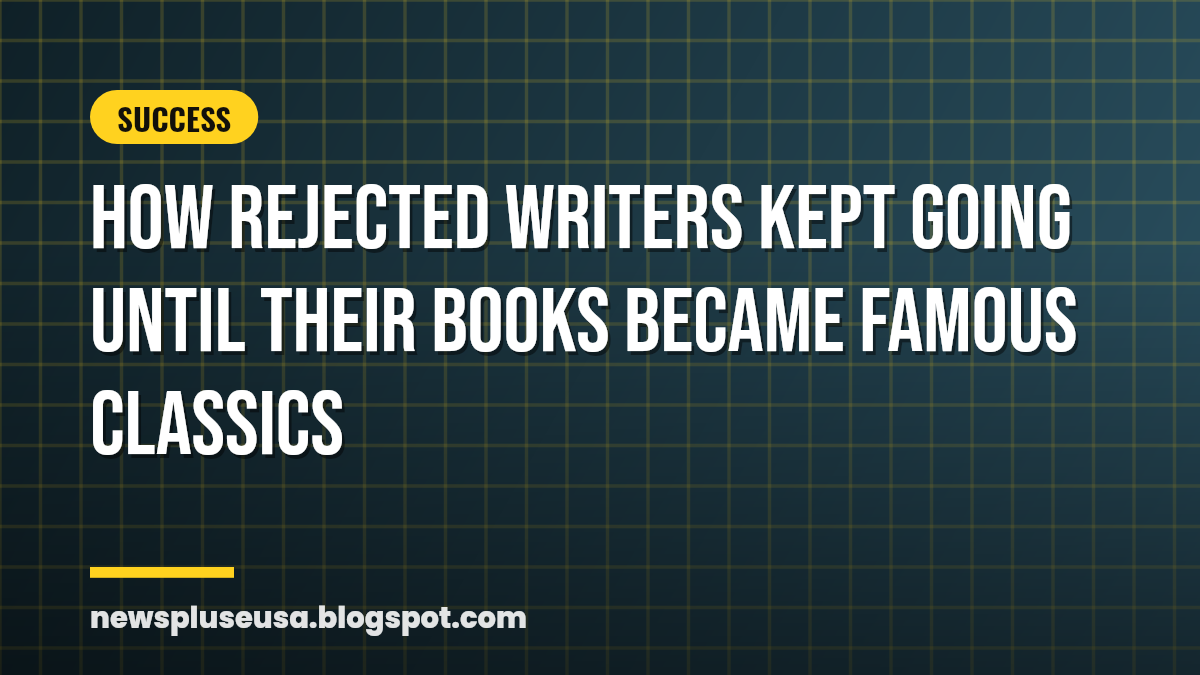 SUCCESS
HOW REJECTED WRITERS KEPT GOING
UNTIL THEIR BOOKS BECAME FAMOUS
CLASSICS
newspluseusa.blogspot.com